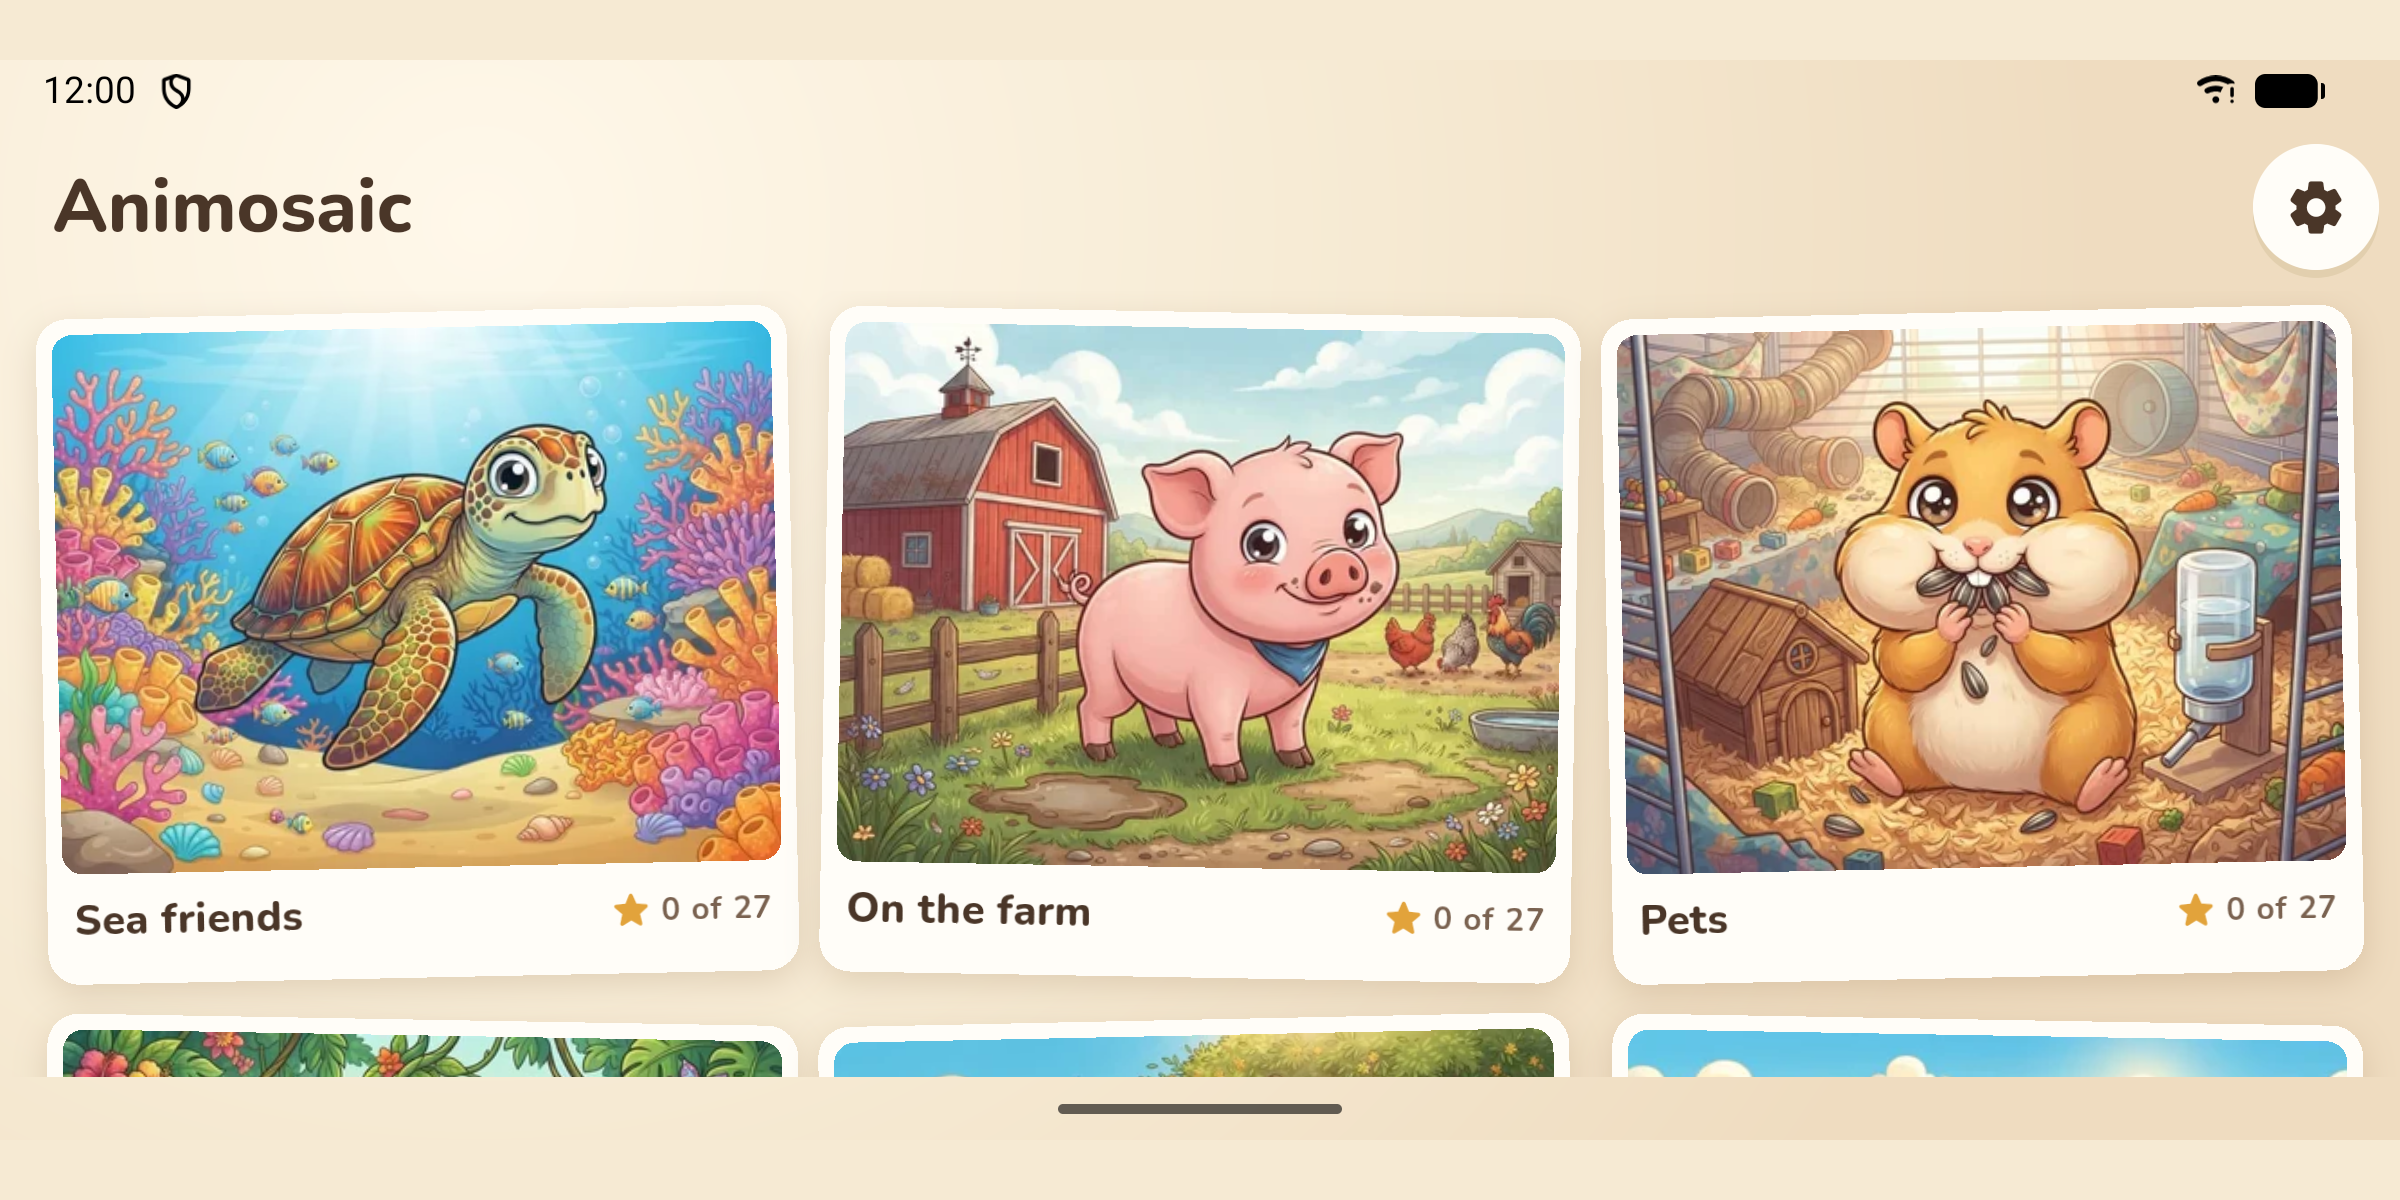 12:00
Animosaic
Sea friends
0 of 27
On the farm
0 of 27
Pets
0 of 27